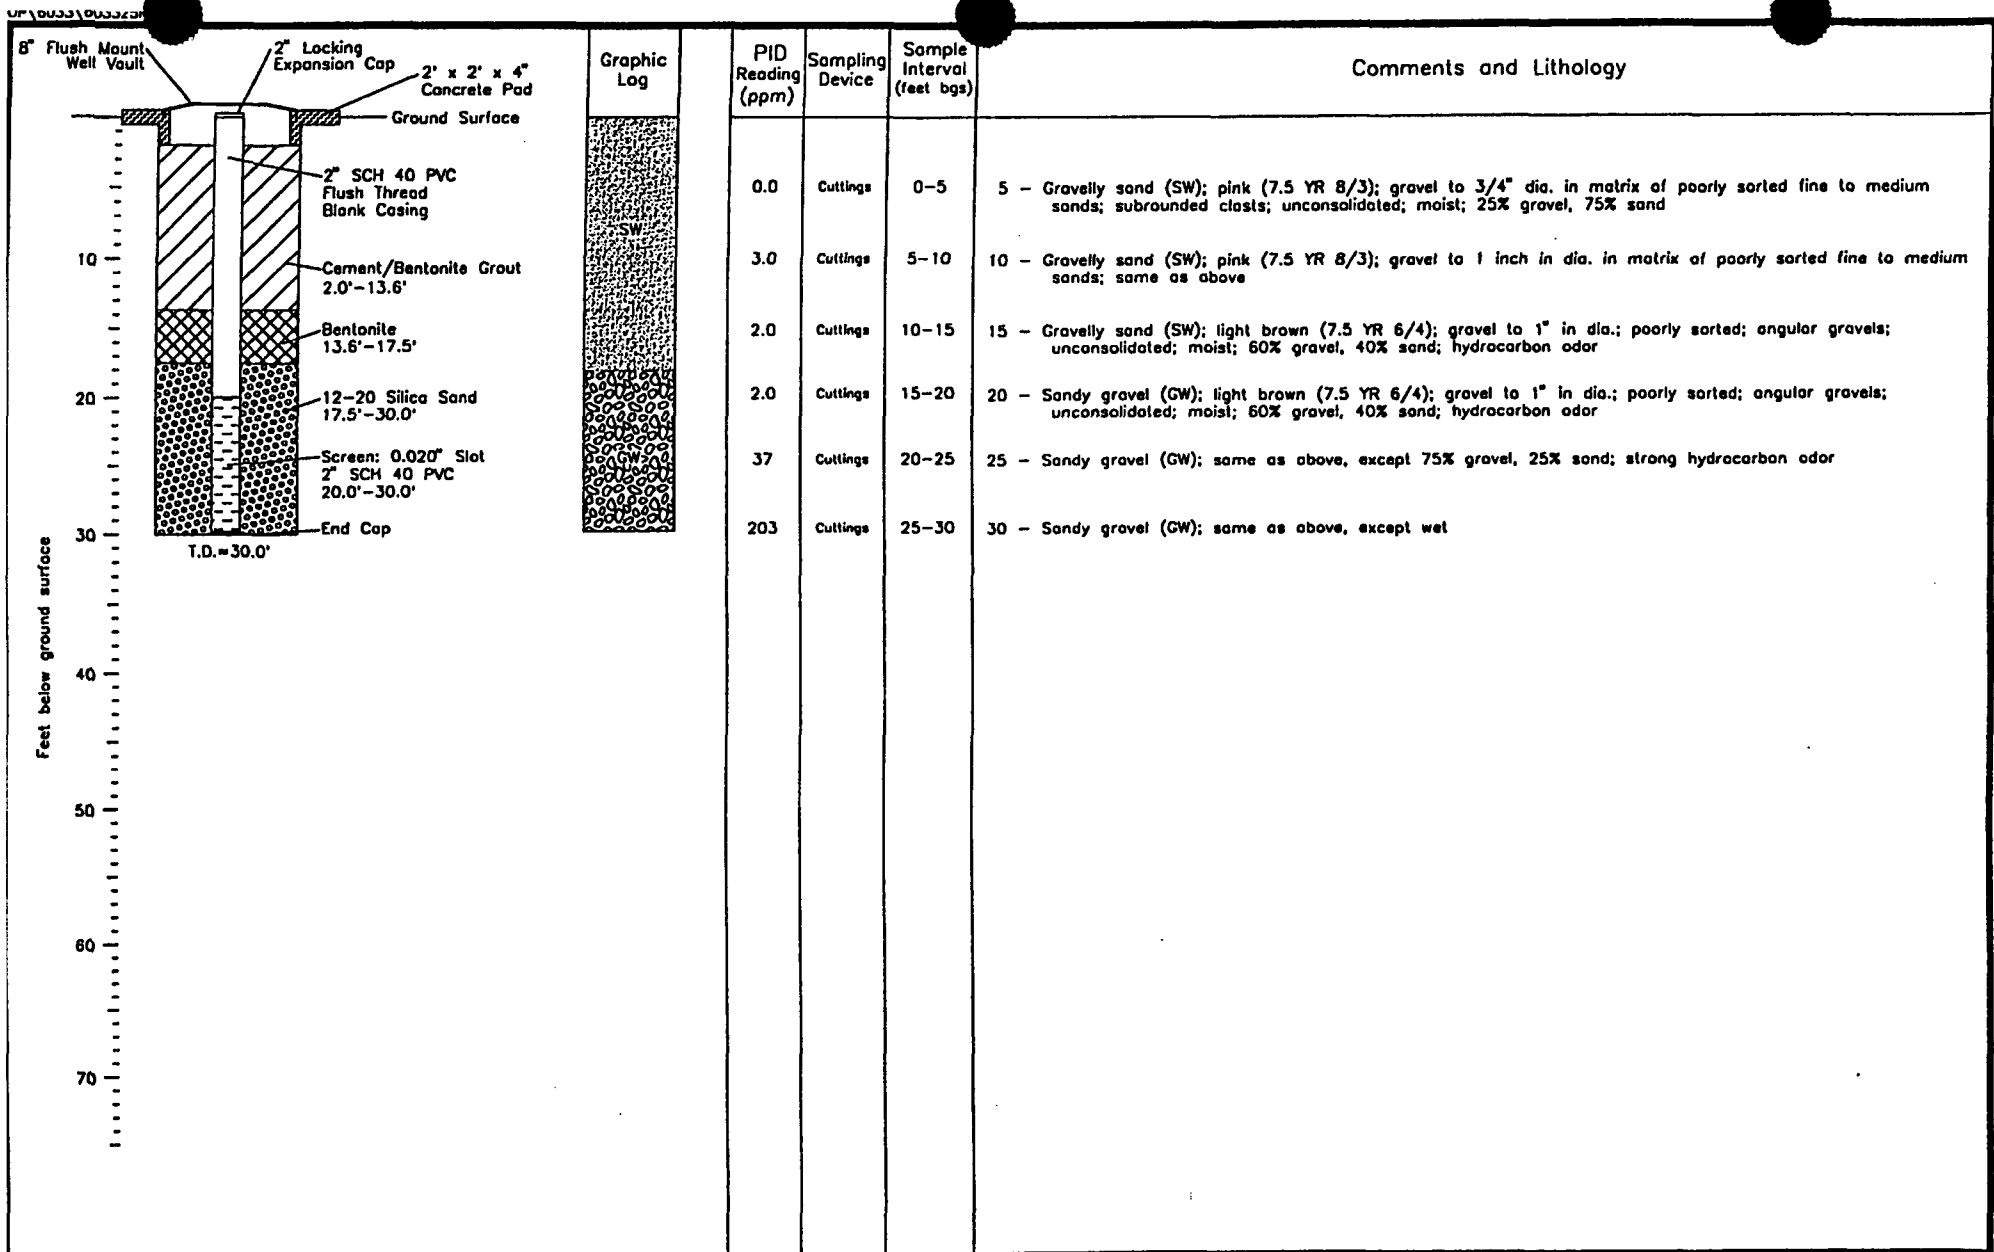 8" Flush Mount
Well Vault
2" Locking
Expansion Cap
2' x 2' x 4"
Concrete Pad
Ground Surface
2" SCH 40 PVC
Flush Thread
Blank Casing
Cement/Bentonite Grout
2.0'-13.6'
Bentonite
13.6'-17.5'
12-20 Silica Sand
17.5'-30.0'
Screen: 0.020" Slot
2" SCH 40 PVC
20.0'-30.0'
End Cap
T.D.=30.0'
10
20
30
40
50
60
70
Feet below ground surface
Graphic
Log
SW
GW
PID
Reading
(ppm)
Sampling
Device
Sample
Interval
(feet bgs)
Comments and Lithology
0.0 Cuttings 0-5 5 - Gravelly sand (SW); pink (7.5 YR 8/3); gravel to 3/4" dia. in matrix of poorly sorted fine to medium
sands; subrounded clasts; unconsolidated; moist; 25% gravel, 75% sand
3.0 Cuttings 5-10 10 - Gravelly sand (SW); pink (7.5 YR 8/3); gravel to 1 inch in dia. in matrix of poorly sorted fine to medium
sands; same as above
2.0 Cuttings 10-15 15 - Gravelly sand (SW); light brown (7.5 YR 6/4); gravel to 1" in dia.; poorly sorted; angular gravels;
unconsolidated; moist; 60% gravel, 40% sand; hydrocarbon odor
2.0 Cuttings 15-20 20 - Sandy gravel (GW); light brown (7.5 YR 6/4); gravel to 1" in dia.; poorly sorted; angular gravels;
unconsolidated; moist; 60% gravel, 40% sand; hydrocarbon odor
37 Cuttings 20-25 25 - Sandy gravel (GW); same as above, except 75% gravel, 25% sand; strong hydrocarbon odor
203 Cuttings 25-30 30 - Sandy gravel (GW); same as above, except wet